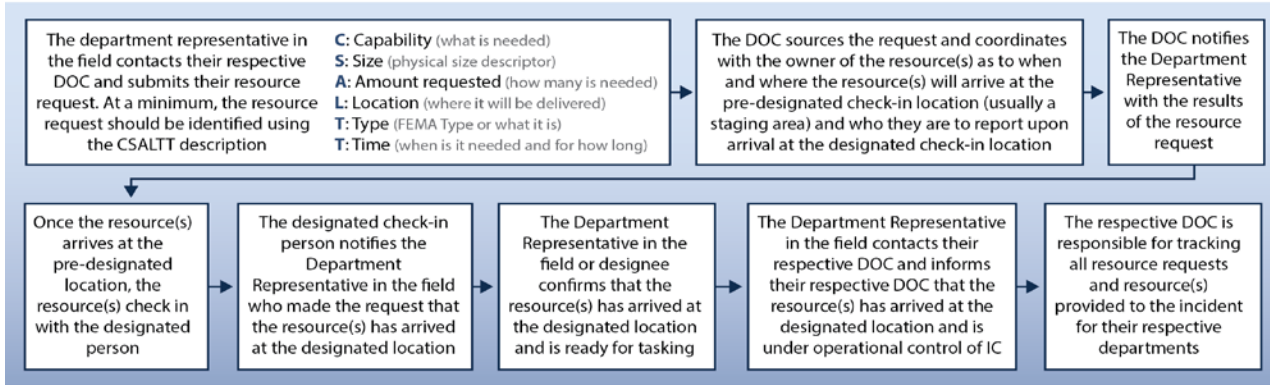 The department representative in
the field contacts their respective
DOC and submits their resource
request. At a minimum, the resource
request should be identified using
the CSALTT description
C: Capability (what is needed)
S: Size (physical size descriptor)
A: Amount requested (how many is needed)
L: Location (where it will be delivered)
T: Type (FEMA Type or what it is)
T: Time (when is it needed and for how long)
The DOC sources the request and coordinates
with the owner of the resource(s) as to when
and where the resource(s) will arrive at the
pre-designated check-in location (usually a
staging area) and who they are to report upon
arrival at the designated check-in location
The DOC notifies
the Department
Representative
with the results
of the resource
request
Once the resource(s)
arrives at the
pre-designated
location, the
resource(s) check in
with the designated
person
The designated check-in
person notifies the
Department
Representative in the field
who made the request that
the resource(s) has arrived
at the designated location
The Department
Representative in the
field or designee
confirms that the
resource(s) has arrived at
the designated location
and is ready for tasking
The Department Representative
in the field contacts their
respective DOC and informs
their respective DOC that the
resource(s) has arrived at the
designated location and is
under operational control of IC
The respective DOC is
responsible for tracking
all resource requests
and resource(s)
provided to the incident
for their respective
departments